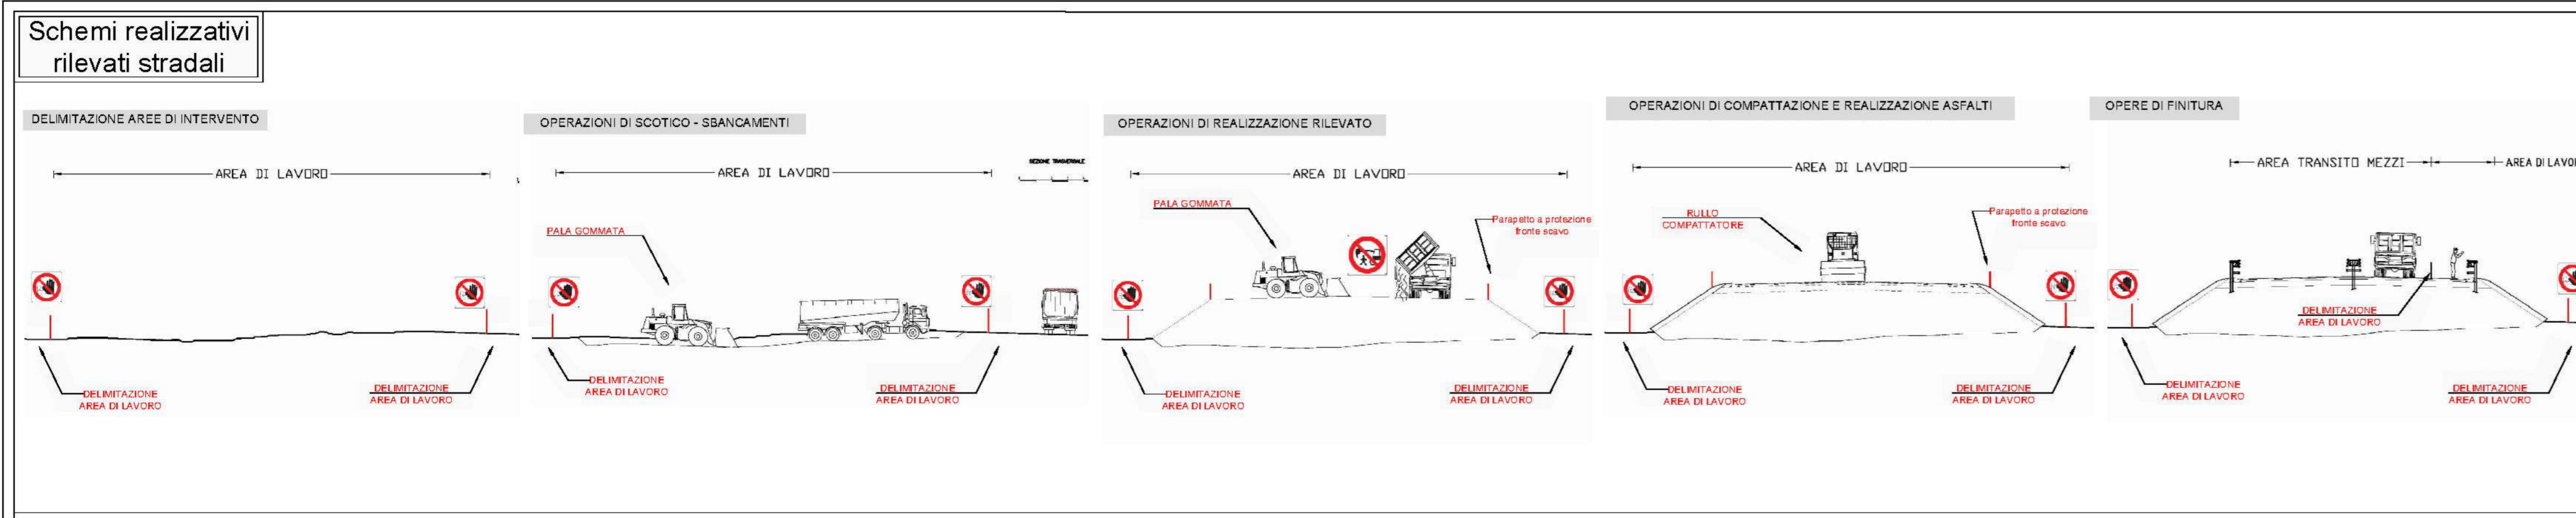 Schemi realizzativi
rilevati stradali
DELIMITAZIONE AREE DI INTERVENTO
AREA DI LAVORO
DELIMITAZIONE
AREA DI LAVORO
DELIMITAZIONE
AREA DI LAVORO
OPERAZIONI DI SCOTICO - SBANCAMENTI
AREA DI LAVORO
SEZIONE TRASVERSALE
PALA GOMMATA
DELIMITAZIONE
AREA DI LAVORO
DELIMITAZIONE
AREA DI LAVORO
OPERAZIONI DI REALIZZAZIONE RILEVATO
AREA DI LAVORO
PALA GOMMATA
Parapetto a protezione
fronte scavo
DELIMITAZIONE
AREA DI LAVORO
DELIMITAZIONE
AREA DI LAVORO
OPERAZIONI DI COMPATTAZIONE E REALIZZAZIONE ASFALTI
AREA DI LAVORO
RULLO
COMPATTATORE
Parapetto a protezione
fronte scavo
DELIMITAZIONE
AREA DI LAVORO
DELIMITAZIONE
AREA DI LAVORO
OPERE DI FINITURA
AREA TRANSITO MEZZI
AREA DI LAVO
DELIMITAZIONE
AREA DI LAVORO
DELIMITAZIONE
AREA DI LAVORO
DELIMITAZIONE
AREA DI LAVORO